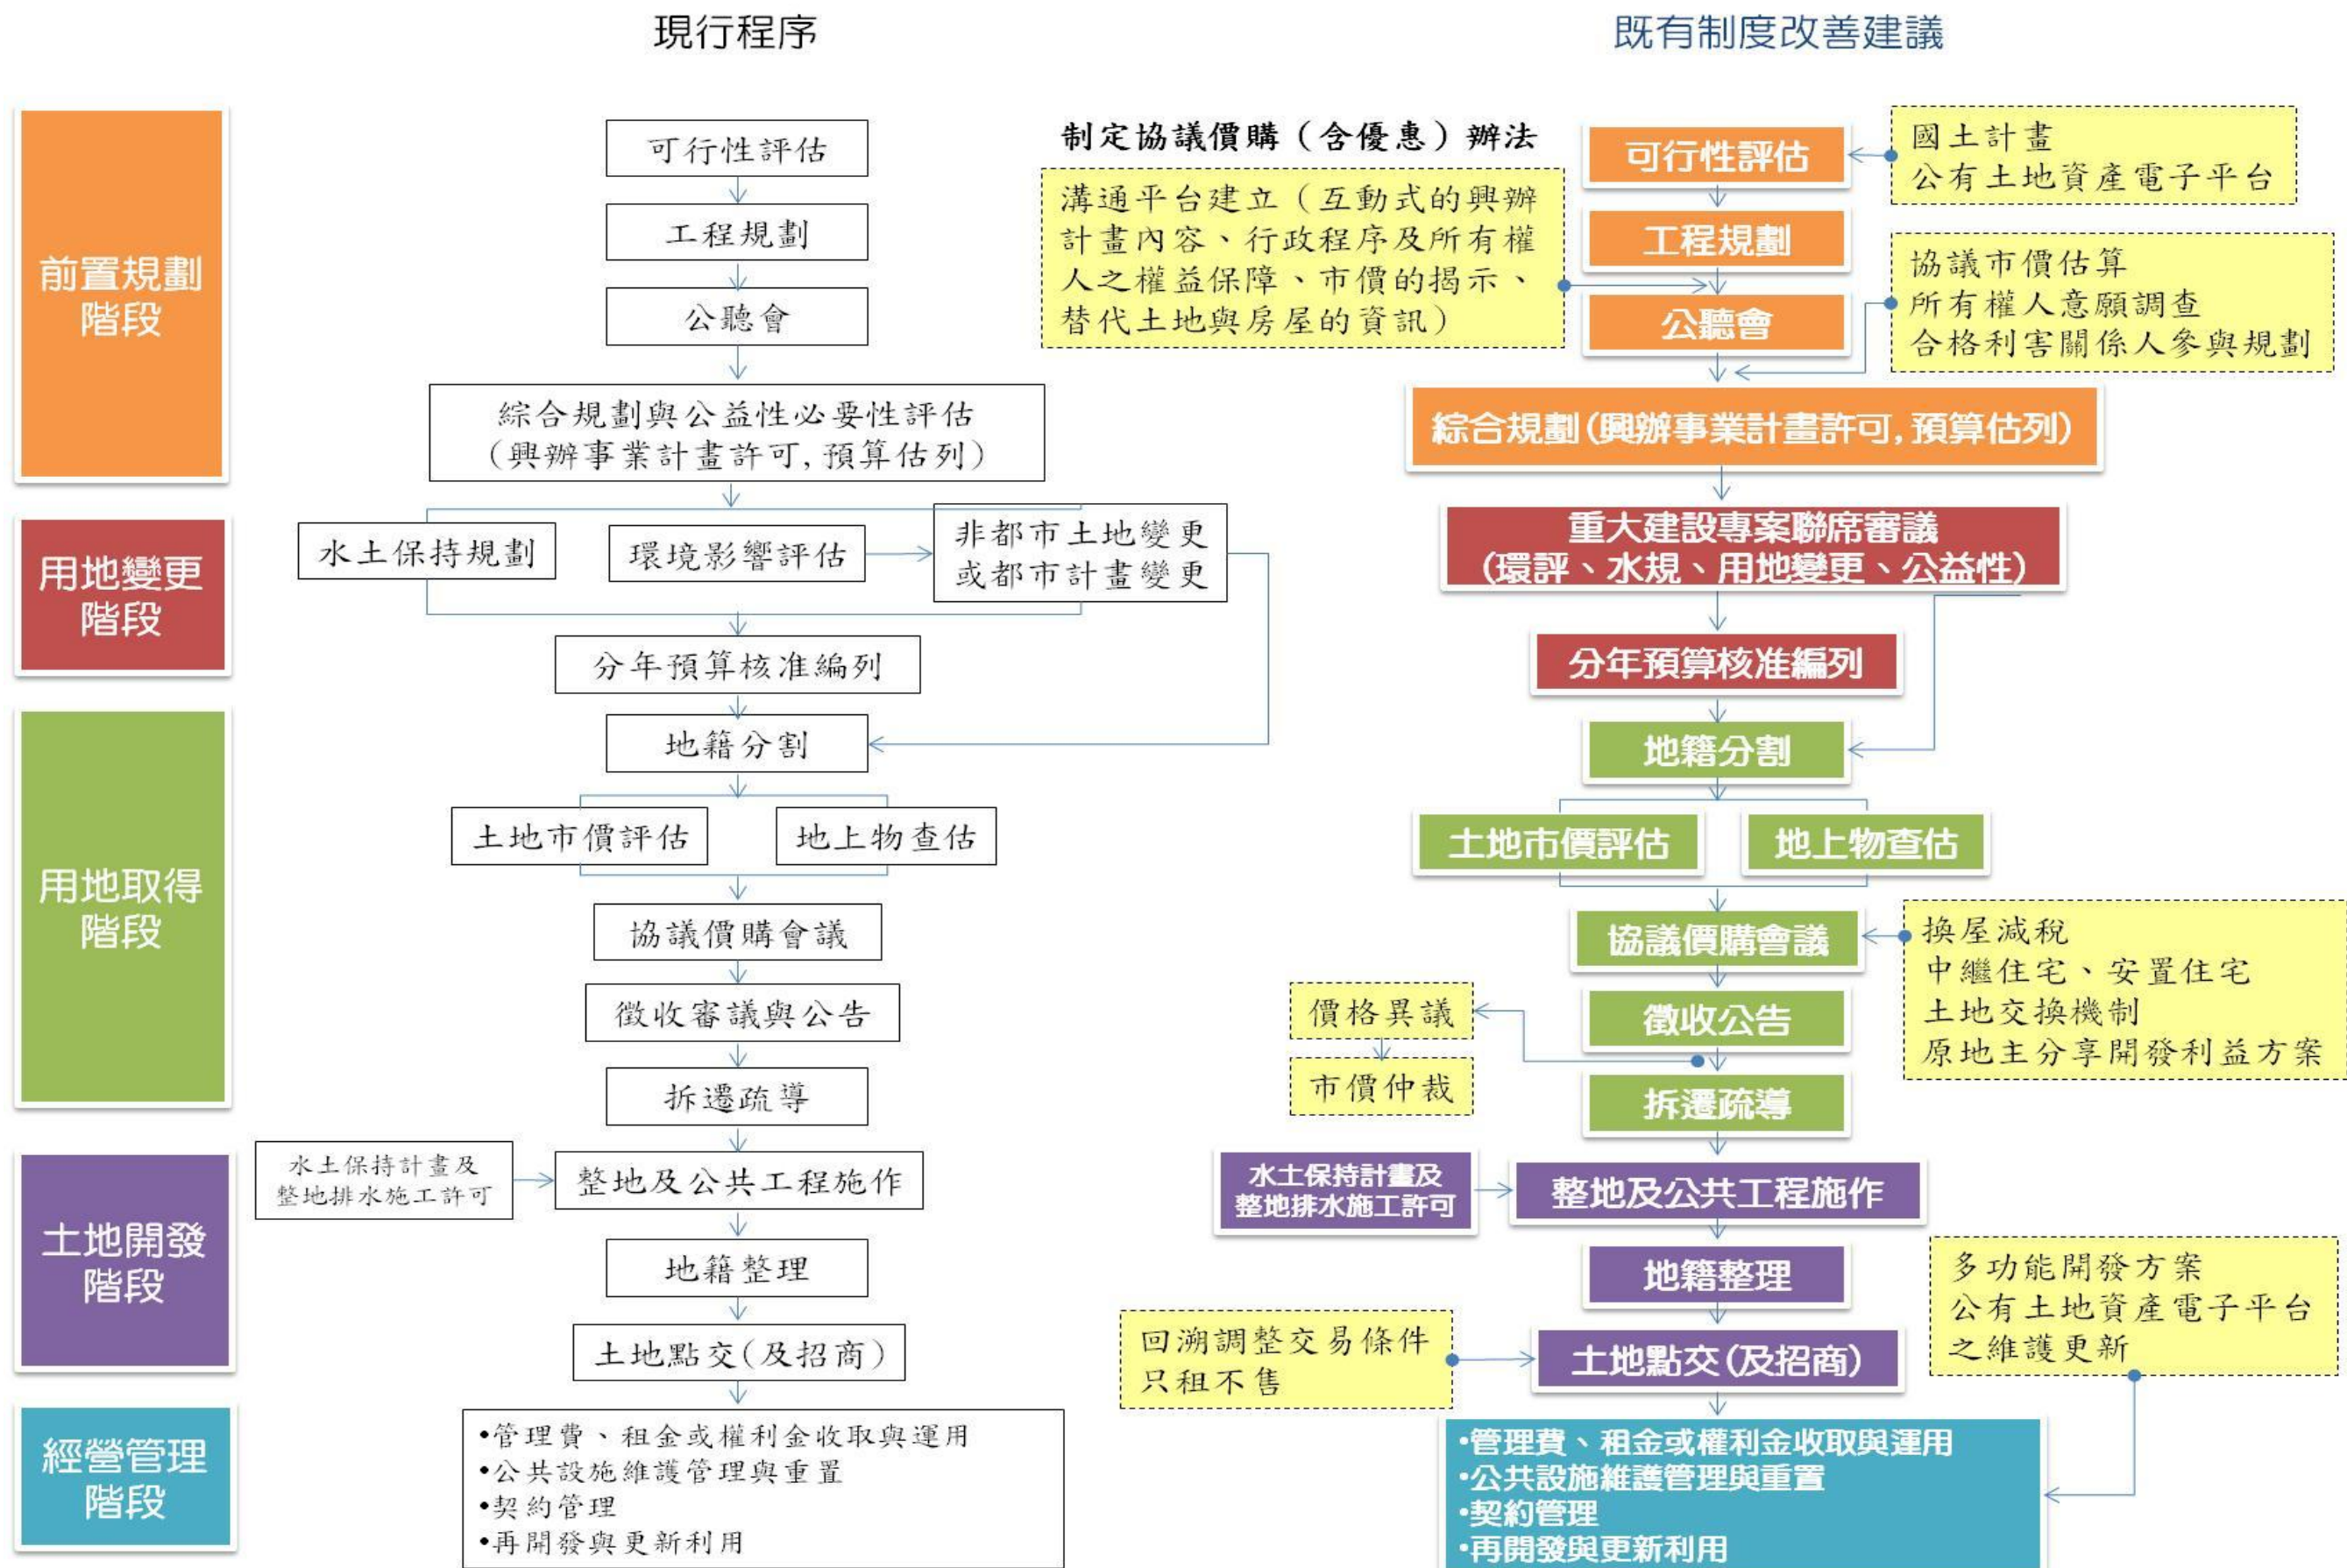 現行程序
既有制度改善建議
前置規劃
階段
用地變更
階段
用地取得
階段
土地開發
階段
經營管理
階段
可行性評估
工程規劃
公聽會
綜合規劃與公益性必要性評估
(興辦事業計畫許可,預算估列)
水土保持規劃
環境影響評估
非都市土地變更
或都市計畫變更
分年預算核准編列
地籍分割
土地市價評估
地上物查估
協議價購會議
徵收審議與公告
拆遷疏導
水土保持計畫及
整地排水施工許可
整地及公共工程施作
地籍整理
土地點交(及招商)
•管理費、租金或權利金收取與運用
•公共設施維護管理與重置
•契約管理
•再開發與更新利用
制定協議價購(含優惠)辦法
溝通平台建立(互動式的興辦
計畫內容、行政程序及所有權
人之權益保障、市價的揭示、
替代土地與房屋的資訊)
可行性評估
國土計畫
公有土地資產電子平台
工程規劃
公聽會
協議市價估算
所有權人意願調查
合格利害關係人參與規劃
綜合規劃(興辦事業計畫許可,預算估列)
重大建設專案聯席審議
(環評、水規、用地變更、公益性)
分年預算核准編列
地籍分割
土地市價評估
地上物查估
協議價購會議
換屋減稅
中繼住宅、安置住宅
土地交換機制
原地主分享開發利益方案
價格異議
市價仲裁
徵收公告
拆遷疏導
水土保持計畫及
整地排水施工許可
整地及公共工程施作
地籍整理
多功能開發方案
公有土地資產電子平台
之維護更新
回溯調整交易條件
只租不售
土地點交(及招商)
•管理費、租金或權利金收取與運用
•公共設施維護管理與重置
•契約管理
•再開發與更新利用